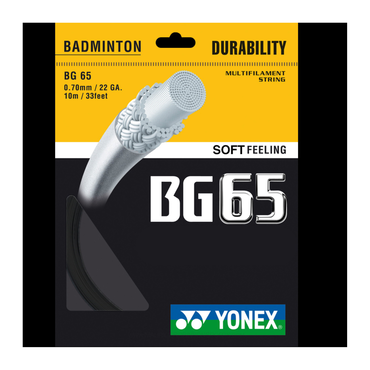 BADMINTON
BG 65
0.70mm / 22 GA.
10m / 33feet
DURABILITY
MULTIFILAMENT
STRING
SOFT FEELING
BG65
YONEX